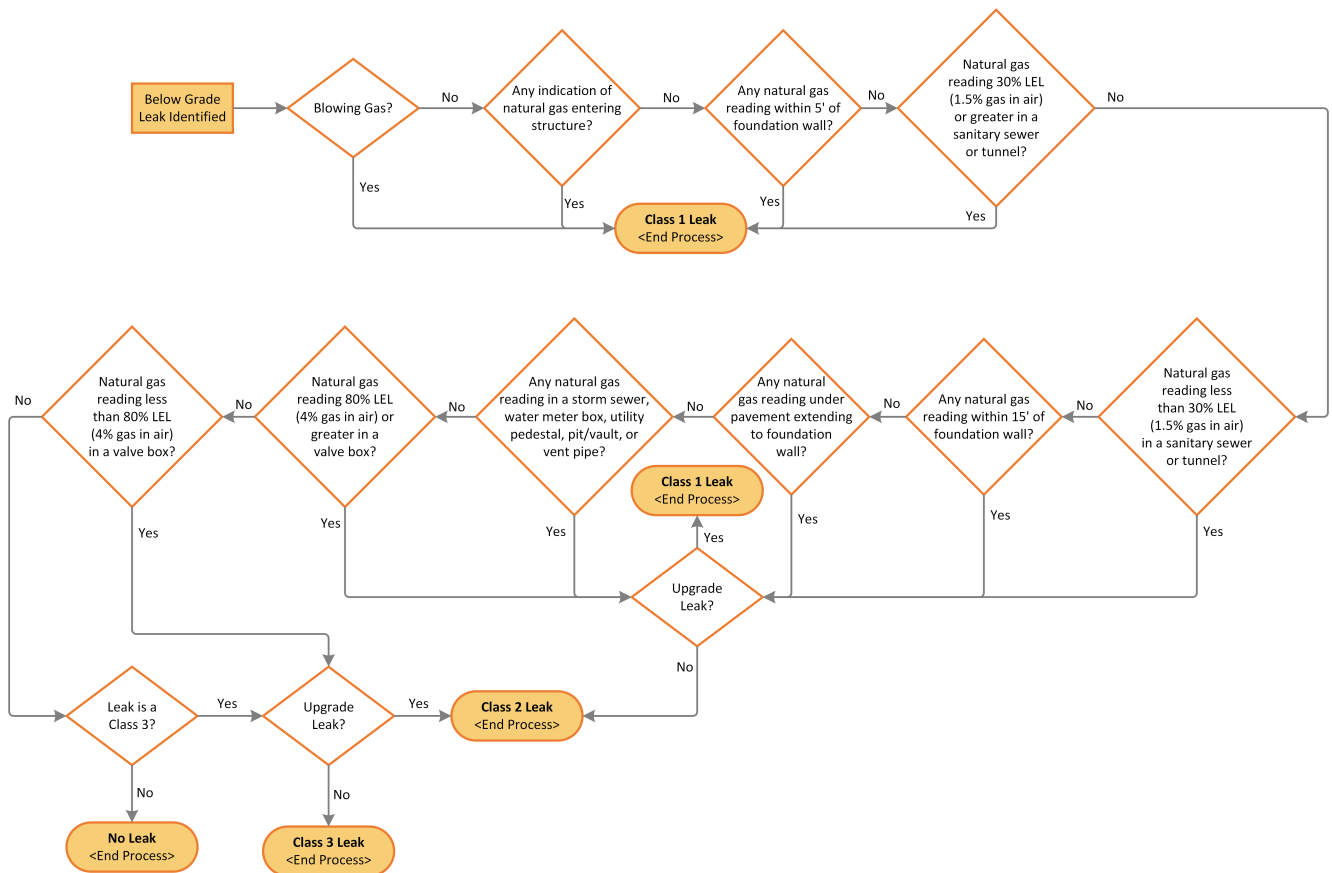 Below Grade
Leak Identified
Blowing Gas?
No
Yes
Any indication of
natural gas entering
structure?
No
Yes
Any natural gas
reading within 5' of
foundation wall?
No
Yes
Natural gas
reading 30% LEL
(1.5% gas in air)
or greater in a
sanitary sewer
or tunnel?
No
Yes
Class 1 Leak
<End Process>
Natural gas
reading less
than 30% LEL
(1.5% gas in air)
in a sanitary sewer
or tunnel?
No
Yes
Any natural gas
reading within 15' of
foundation wall?
No
Yes
Any natural
gas reading under
pavement extending
to foundation
wall?
No
Yes
Any natural gas
reading in a storm sewer,
water meter box, utility
pedestal, pit/vault, or
vent pipe?
No
Yes
Natural gas
reading 80% LEL
(4% gas in air) or
greater in a
valve box?
No
Yes
Natural gas
reading less
than 80% LEL
(4% gas in air)
in a valve box?
No
Yes
Class 1 Leak
<End Process>
Yes
Upgrade
Leak?
No
Leak is a
Class 3?
Yes
No
Upgrade
Leak?
Yes
No
Class 2 Leak
<End Process>
No Leak
<End Process>
Class 3 Leak
<End Process>